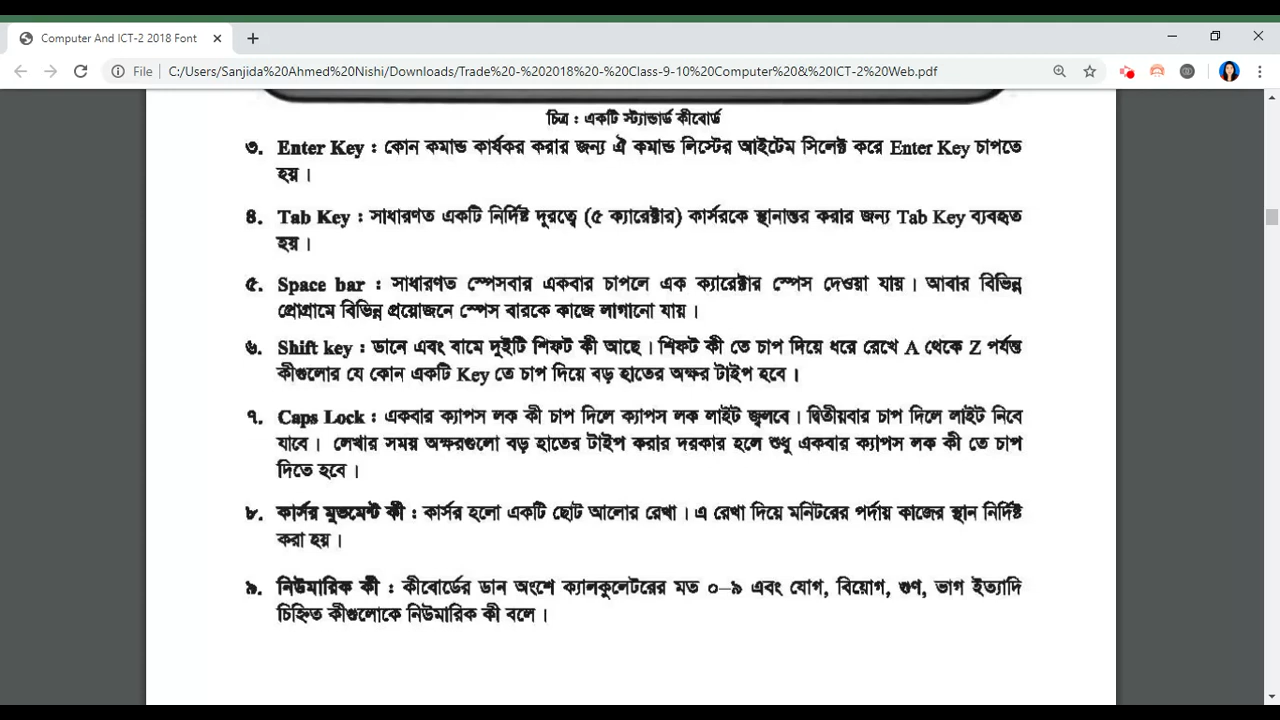 Computer And ICT-2 2018 Font
File C:/Users/Sanjida%20Ahmed%20Nishi/Downloads/Trade%20-%202018%20-%20Class-9-10%20Computer%20&%20ICT-2%20Web.pdf
চিত্র : একটি স্ট্যান্ডার্ড কীবোর্ড
৩. Enter Key : কোন কমান্ড কার্যকর করার জন্য ঐ কমান্ড লিস্টের আইটেম সিলেক্ট করে Enter Key চাপতে
হয় ।
৪. Tab Key : সাধারণত একটি নির্দিষ্ট দুরত্বে (৫ ক্যারেক্টার) কার্সরকে স্থানান্তর করার জন্য Tab Key ব্যবহৃত
হয় ।
৫. Space bar : সাধারণত স্পেসবার একবার চাপলে এক ক্যারেক্টার স্পেস দেওয়া যায় । আবার বিভিন্ন
প্রোগ্রামে বিভিন্ন প্রয়োজনে স্পেস বারকে কাজে লাগানো যায় ।
৬. Shift key : ডানে এবং বামে দুইটি শিফট কী আছে । শিফট কী তে চাপ দিয়ে ধরে রেখে A থেকে Z পর্যন্ত
কীগুলোর যে কোন একটি Key তে চাপ দিয়ে বড় হাতের অক্ষর টাইপ হবে ।
৭. Caps Lock : একবার ক্যাপস লক কী চাপ দিলে ক্যাপস লক লাইট জ্বলবে । দ্বিতীয়বার চাপ দিলে লাইট নিবে
যাবে । লেখার সময় অক্ষরগুলো বড় হাতের টাইপ করার দরকার হলে শুধু একবার ক্যাপস লক কী তে চাপ
দিতে হবে ।
৮. কার্সর মুভমেন্ট কী : কার্সর হলো একটি ছোট আলোর রেখা । এ রেখা দিয়ে মনিটরের পর্দায় কাজের স্থান নির্দিষ্ট
করা হয় ।
৯. নিউমারিক কী : কীবোর্ডের ডান অংশে ক্যালকুলেটরের মত ০–৯ এবং যোগ, বিয়োগ, গুণ, ভাগ ইত্যাদি
চিহ্নিত কীগুলোকে নিউমারিক কী বলে ।